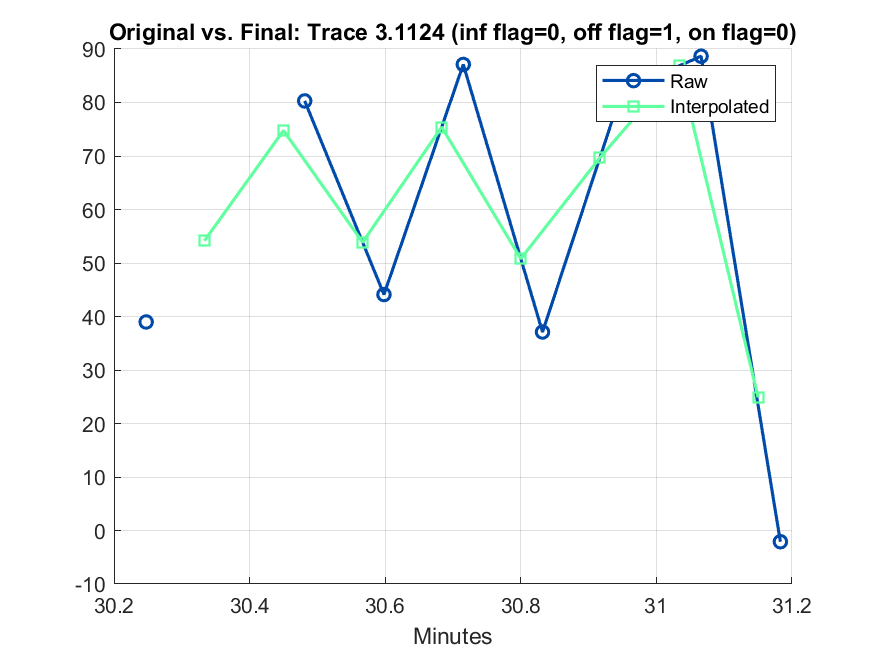 Original vs. Final: Trace 3.1124 (inf flag=0, off flag=1, on flag=0)
90
80
70
60
50
40
30
20
10
0
-10
Raw
Interpolated
30.2 30.4 30.6 30.8 31 31.2
Minutes